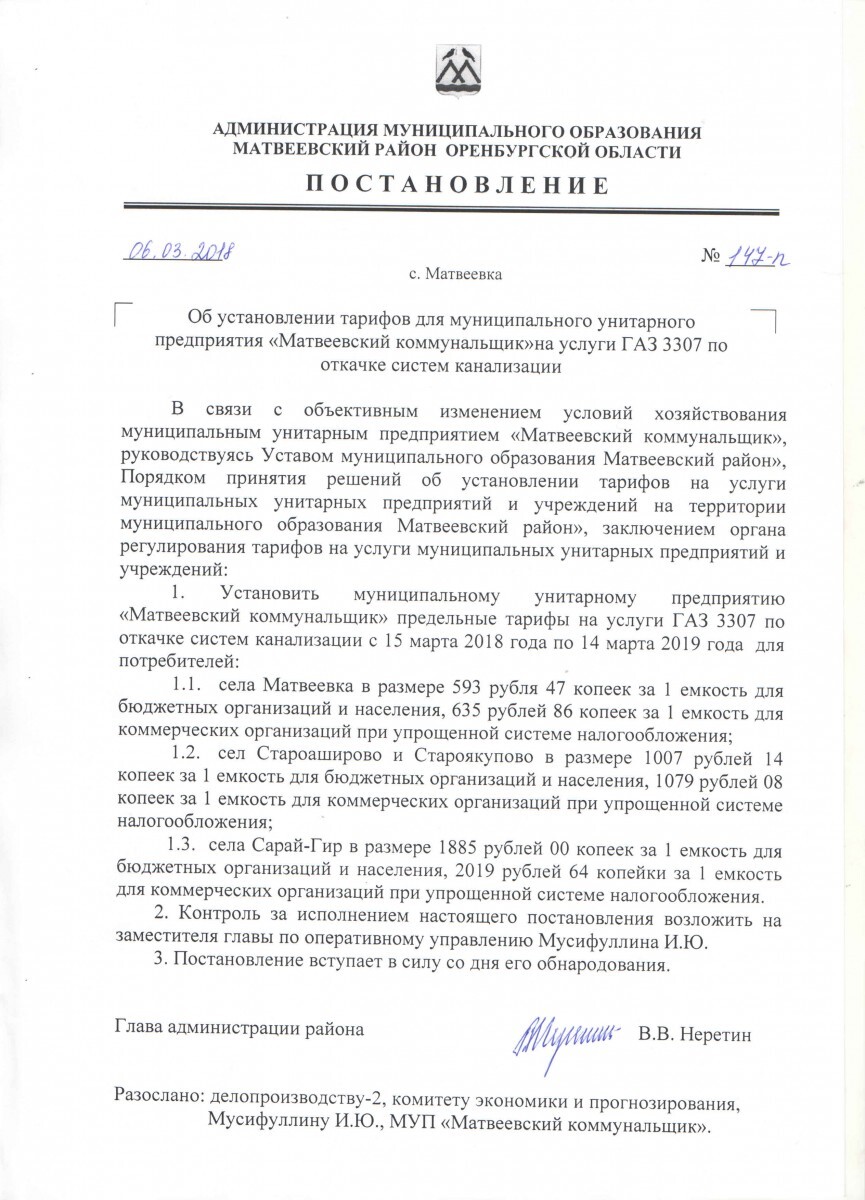 АДМИНИСТРАЦИЯ МУНИЦИПАЛЬНОГО ОБРАЗОВАНИЯ
МАТВЕЕВСКИЙ РАЙОН ОРЕНБУРГСКОЙ ОБЛАСТИ
ПОСТАНОВЛЕНИЕ
06.03.2018 № 147-п
с. Матвеевка
Об установлении тарифов для муниципального унитарного
предприятия «Матвеевский коммунальщик»на услуги ГАЗ 3307 по
откачке систем канализации
В связи с объективным изменением условий хозяйствования
муниципальным унитарным предприятием «Матвеевский коммунальщик»,
руководствуясь Уставом муниципального образования Матвеевский район»,
Порядком принятия решений об установлении тарифов на услуги
муниципальных унитарных предприятий и учреждений на территории
муниципального образования Матвеевский район», заключением органа
регулирования тарифов на услуги муниципальных унитарных предприятий и
учреждений:
1. Установить муниципальному унитарному предприятию
«Матвеевский коммунальщик» предельные тарифы на услуги ГАЗ 3307 по
откачке систем канализации с 15 марта 2018 года по 14 марта 2019 года для
потребителей:
1.1. села Матвеевка в размере 593 рубля 47 копеек за 1 емкость для
бюджетных организаций и населения, 635 рублей 86 копеек за 1 емкость для
коммерческих организаций при упрощенной системе налогообложения;
1.2. сел Староаширово и Староякупово в размере 1007 рублей 14
копеек за 1 емкость для бюджетных организаций и населения, 1079 рублей 08
копеек за 1 емкость для коммерческих организаций при упрощенной системе
налогообложения;
1.3. села Сарай-Гир в размере 1885 рублей 00 копеек за 1 емкость для
бюджетных организаций и населения, 2019 рублей 64 копейки за 1 емкость
для коммерческих организаций при упрощенной системе налогообложения.
2. Контроль за исполнением настоящего постановления возложить на
заместителя главы по оперативному управлению Мусифуллина И.Ю.
3. Постановление вступает в силу со дня его обнародования.
Глава администрации района В.В. Неретин
Разослано: делопроизводству-2, комитету экономики и прогнозирования,
Мусифуллину И.Ю., МУП «Матвеевский коммунальщик».